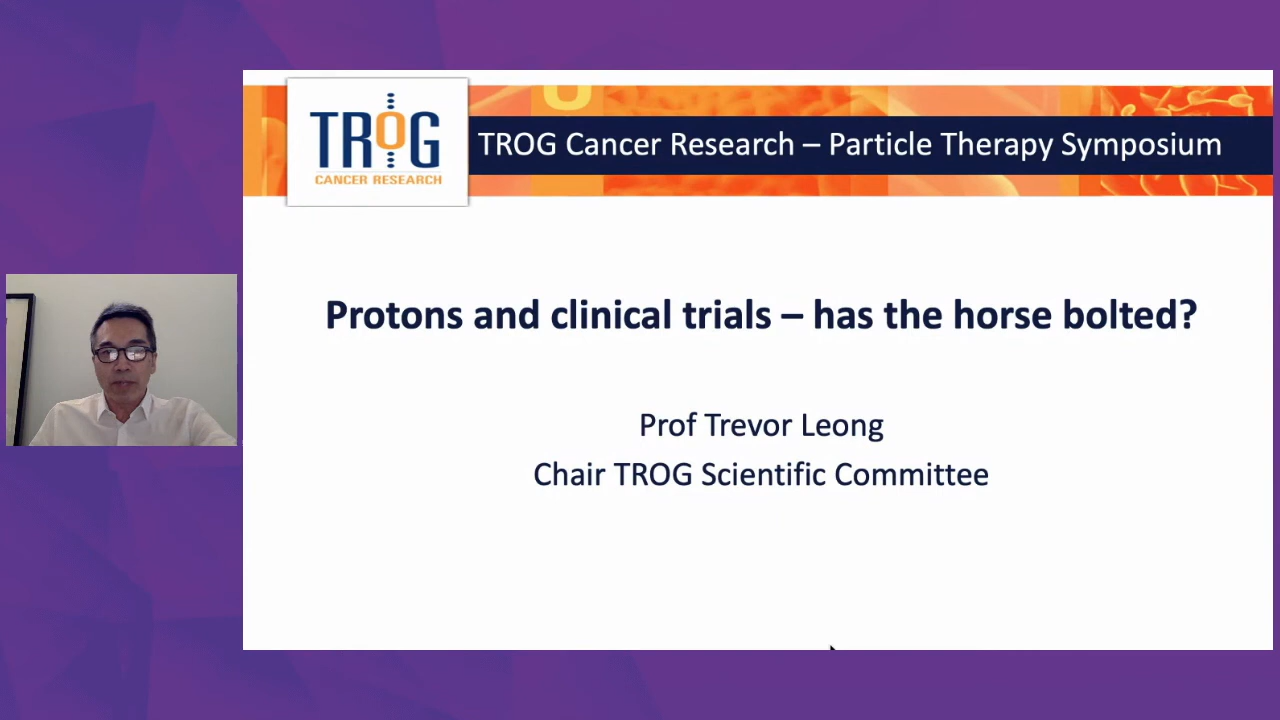 TROG
CANCER RESEARCH
TROG Cancer Research – Particle Therapy Symposium
Protons and clinical trials – has the horse bolted?
Prof Trevor Leong
Chair TROG Scientific Committee